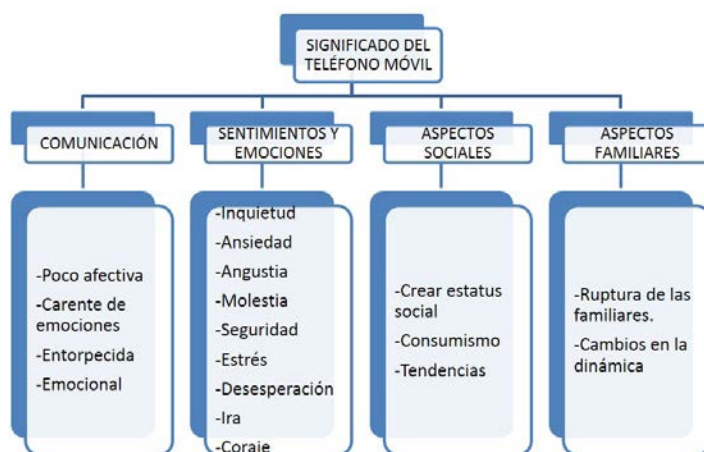 SIGNIFICADO DEL
TELÉFONO MÓVIL
COMUNICACIÓN
-Poco afectiva
-Carente de
emociones
-Entorpecida
-Emocional
SENTIMIENTOS Y
EMOCIONES
-Inquietud
-Ansiedad
-Angustia
-Molestia
-Seguridad
-Estrés
-Desesperación
-Ira
-Coraje
ASPECTOS
SOCIALES
-Crear estatus
social
-Consumismo
-Tendencias
ASPECTOS
FAMILIARES
-Ruptura de las
familiares.
-Cambios en la
dinámica